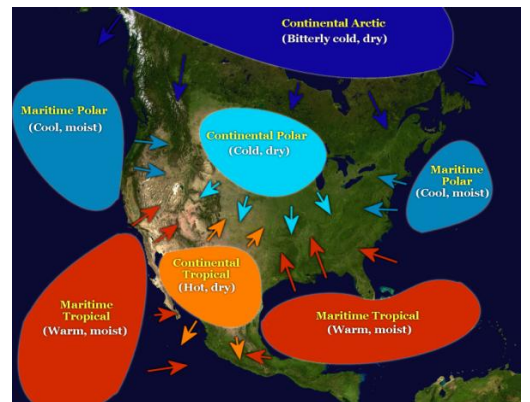 Continental Arctic
(Bitterly cold, dry)
Maritime Polar
(Cool, moist)
Continental Polar
(Cold, dry)
Maritime
Polar
(Cool, moist)
Continental
Tropical
(Hot, dry)
Maritime
Tropical
(Warm, moist)
Maritime Tropical
(Warm, moist)